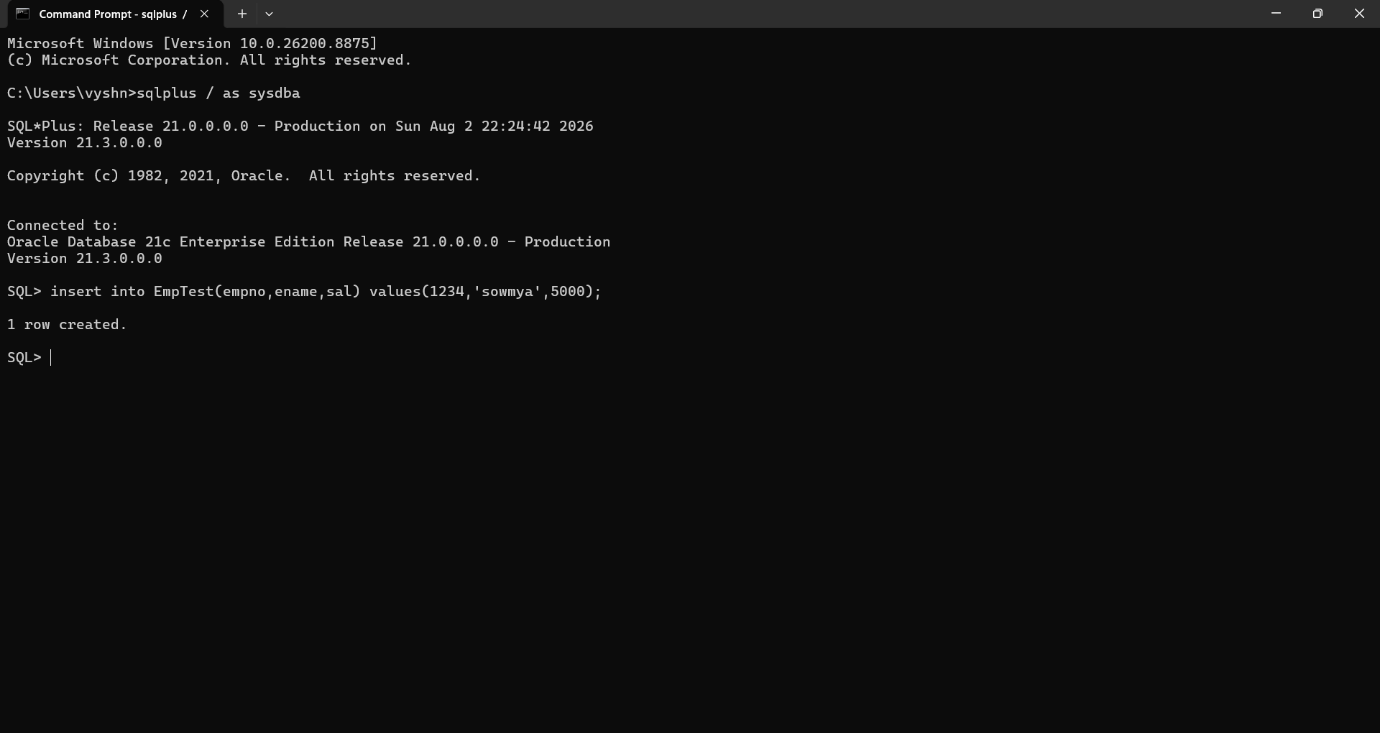 Command Prompt - sqlplus /
Microsoft Windows [Version 10.0.26200.8875]
(c) Microsoft Corporation. All rights reserved.
C:\Users\vyshn>sqlplus / as sysdba
SQL*Plus: Release 21.0.0.0.0 - Production on Sun Aug 2 22:24:42 2026
Version 21.3.0.0.0
Copyright (c) 1982, 2021, Oracle.  All rights reserved.
Connected to:
Oracle Database 21c Enterprise Edition Release 21.0.0.0.0 - Production
Version 21.3.0.0.0
SQL> insert into EmpTest(empno,ename,sal) values(1234,'sowmya',5000);
1 row created.
SQL>